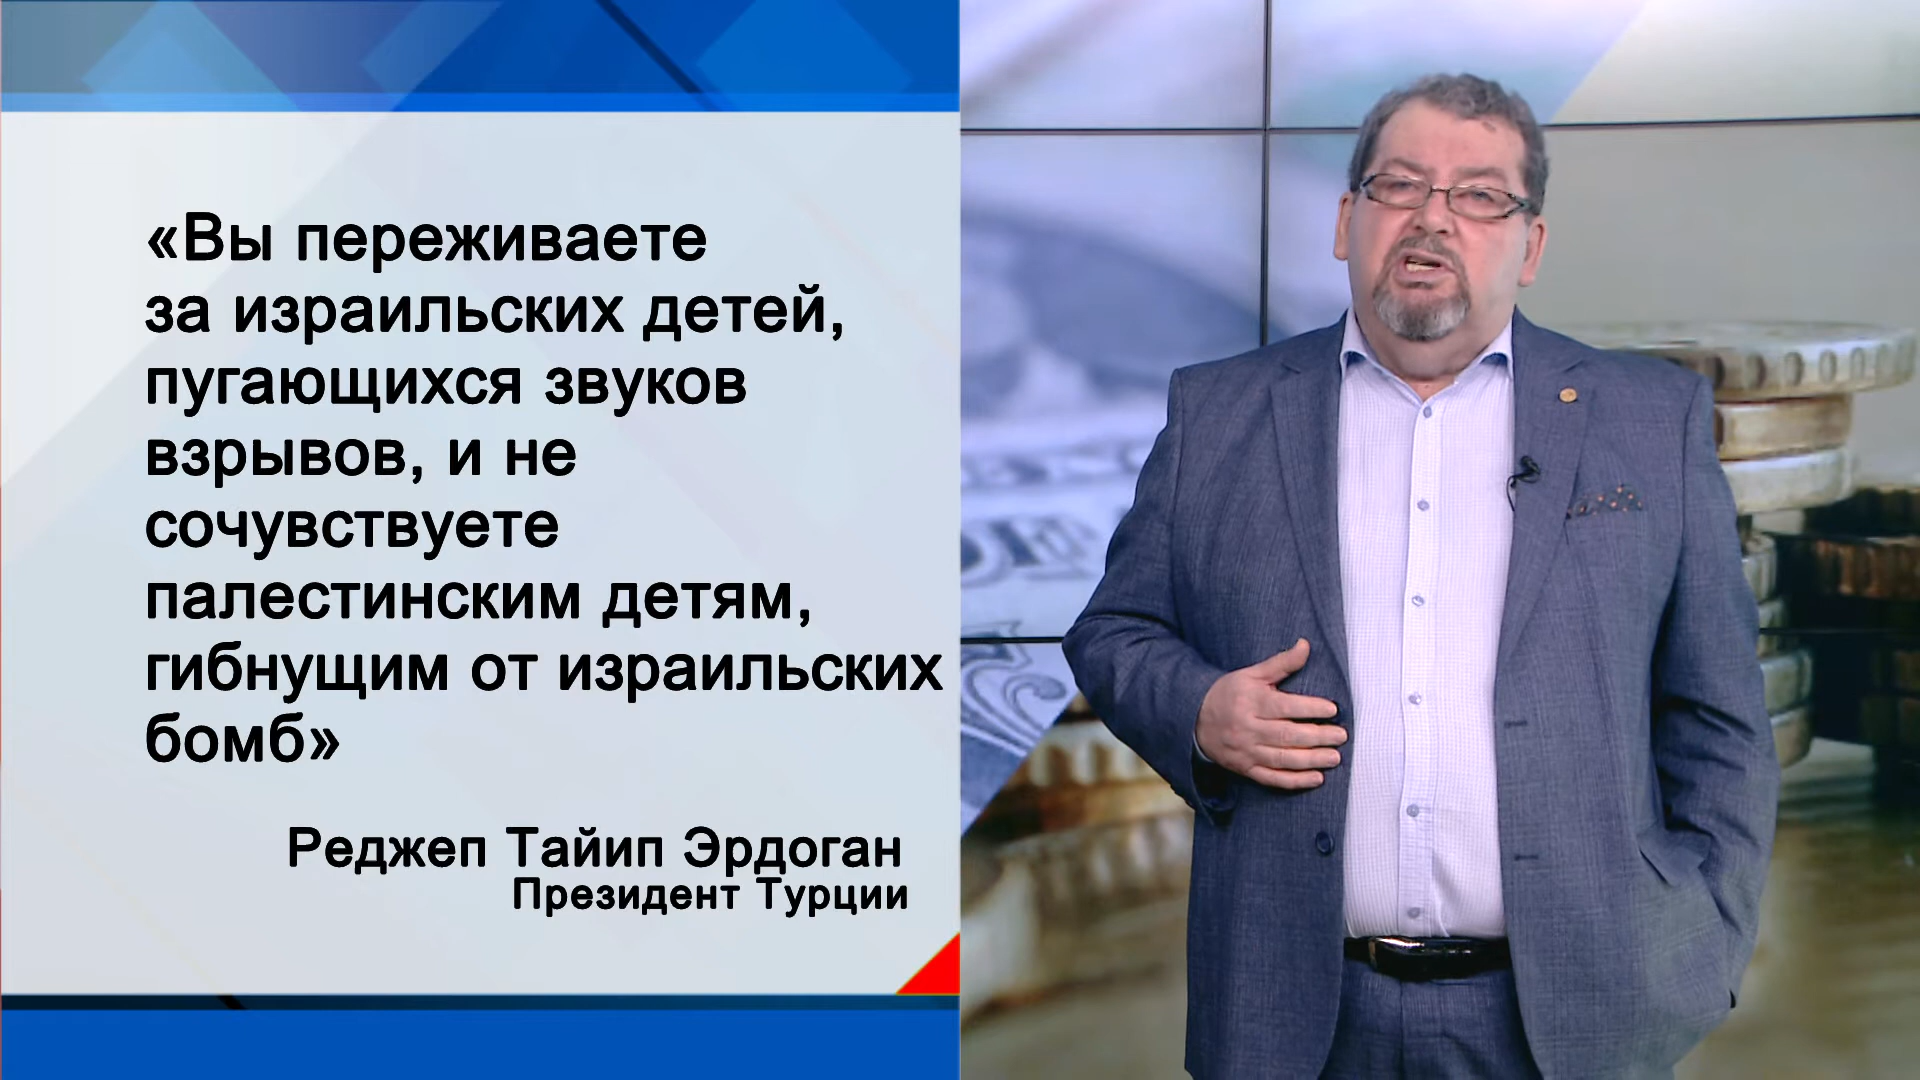 «Вы переживаете
за израильских детей,
пугающихся звуков
взрывов, и не
сочувствуете
палестинским детям,
гибнущим от израильских
бомб»
Реджеп Тайип Эрдоган
Президент Турции